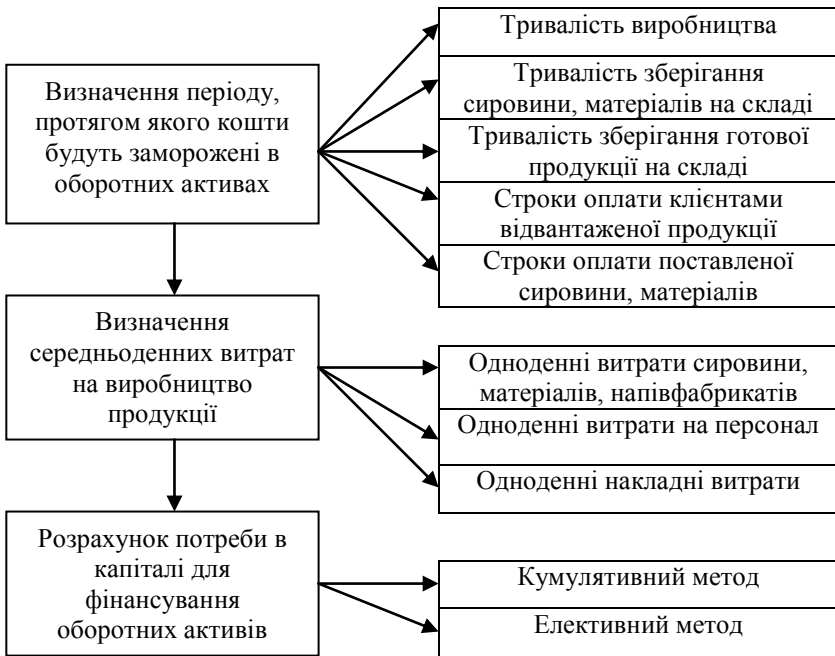 Визначення періоду,
протягом якого кошти
будуть заморожені в
оборотних активах
Тривалість виробництва
Тривалість зберігання
сировини, матеріалів на складі
Тривалість зберігання готової
продукції на складі
Строки оплати клієнтами
відвантаженої продукції
Строки оплати поставленої
сировини, матеріалів
Визначення
середньоденних витрат
на виробництво
продукції
Одноденні витрати сировини,
матеріалів, напівфабрикатів
Одноденні витрати на персонал
Одноденні накладні витрати
Розрахунок потреби в
капіталі для
фінансування
оборотних активів
Кумулятивний метод
Елективний метод